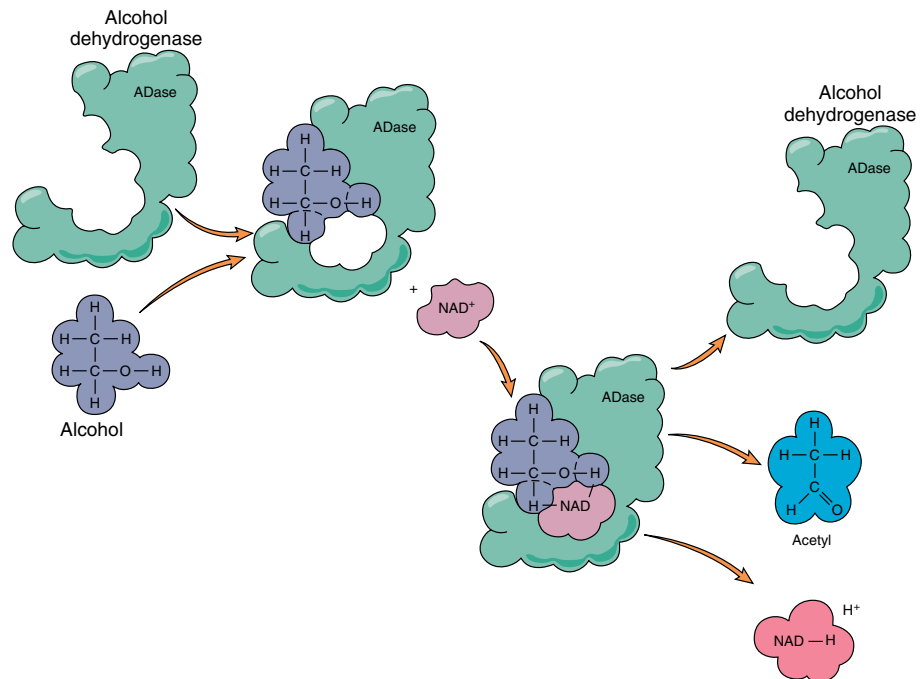 Alcohol
dehydrogenase
ADase
H
H—C—H
H—C—O—H
H
Alcohol
ADase
H
H—C—H
H—C—O—H
H
+
NAD+
ADase
H
H—C—H
H—C—O—H
H—NAD
Alcohol
dehydrogenase
ADase
H
H—C—H
C
H O
Acetyl
H+
NAD—H